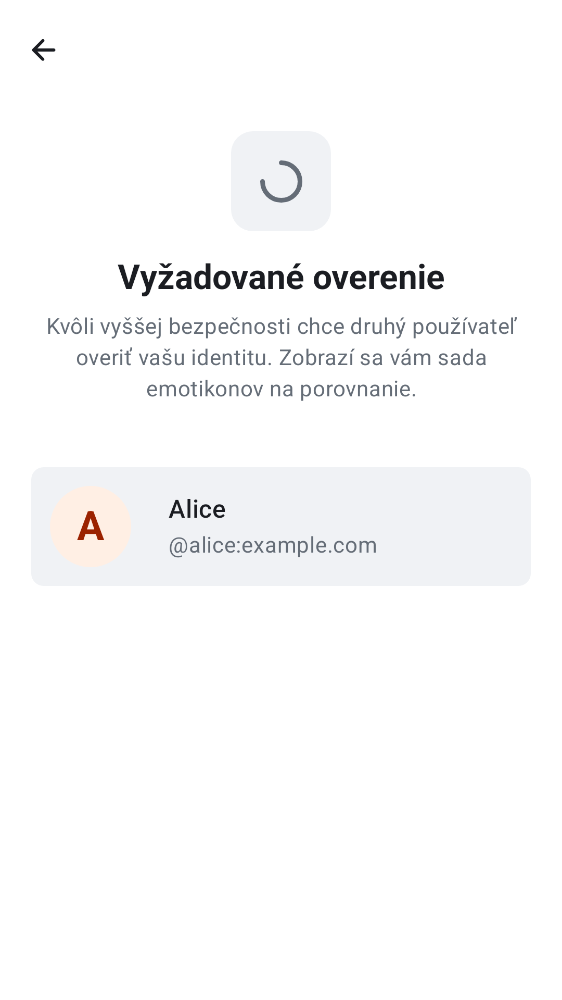 Vyžadované overenie
Kvôli vyššej bezpečnosti chce druhý používateľ
overiť vašu identitu. Zobrazí sa vám sada
emotikonov na porovnanie.
A
Alice
@alice:example.com